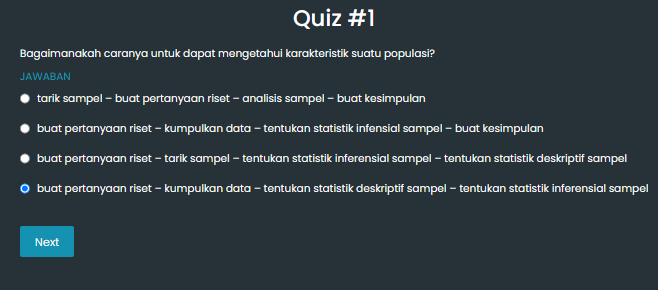 Quiz #1
Bagaimanakah caranya untuk dapat mengetahui karakteristik suatu populasi?
JAWABAN
tarik sampel – buat pertanyaan riset – analisis sampel – buat kesimpulan
buat pertanyaan riset – kumpulkan data – tentukan statistik infensial sampel – buat kesimpulan
buat pertanyaan riset – tarik sampel – tentukan statistik inferensial sampel – tentukan statistik deskriptif sampel
buat pertanyaan riset – kumpulkan data – tentukan statistik deskriptif sampel – tentukan statistik inferensial sampel
Next